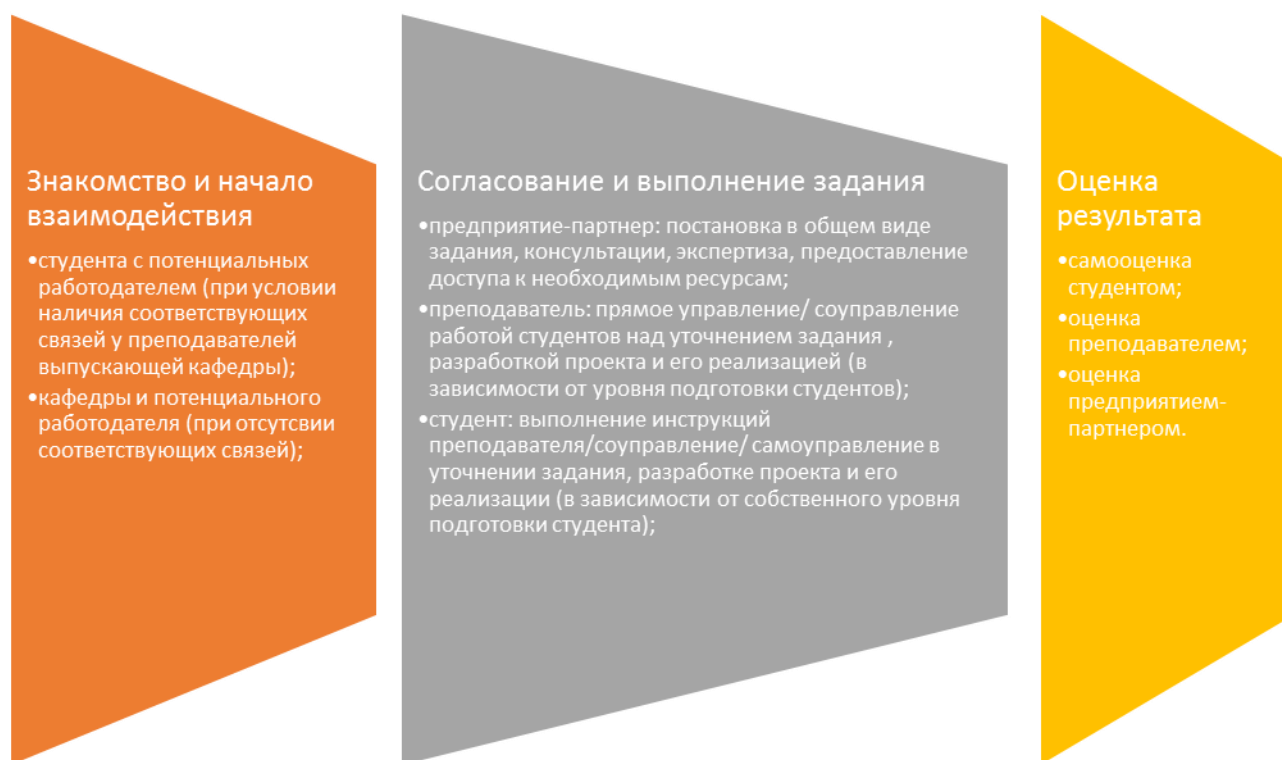 Знакомство и начало
взаимодействия
•студента с потенциальных
работодателем (при условии
наличия соответствующих
связей у преподавателей
выпускающей кафедры);
•кафедры и потенциального
работодателя (при отсутсвии
соответствующих связей);
Согласование и выполнение задания
•предприятие-партнер: постановка в общем виде
задания, консультации, экспертиза, предоставление
доступа к необходимым ресурсам;
•преподаватель: прямое управление/ соуправление
работой студентов над уточнением задания ,
разработкой проекта и его реализацией (в
зависимости от уровня подготовки студентов);
•студент: выполнение инструкций
преподавателя/соуправление/ самоуправление в
уточнении задания, разработке проекта и его
реализации (в зависимости от собственного уровня
подготовки студента);
Оценка
результата
•самооценка
студентом;
•оценка
преподавателем;
•оценка
предприятием-
партнером.